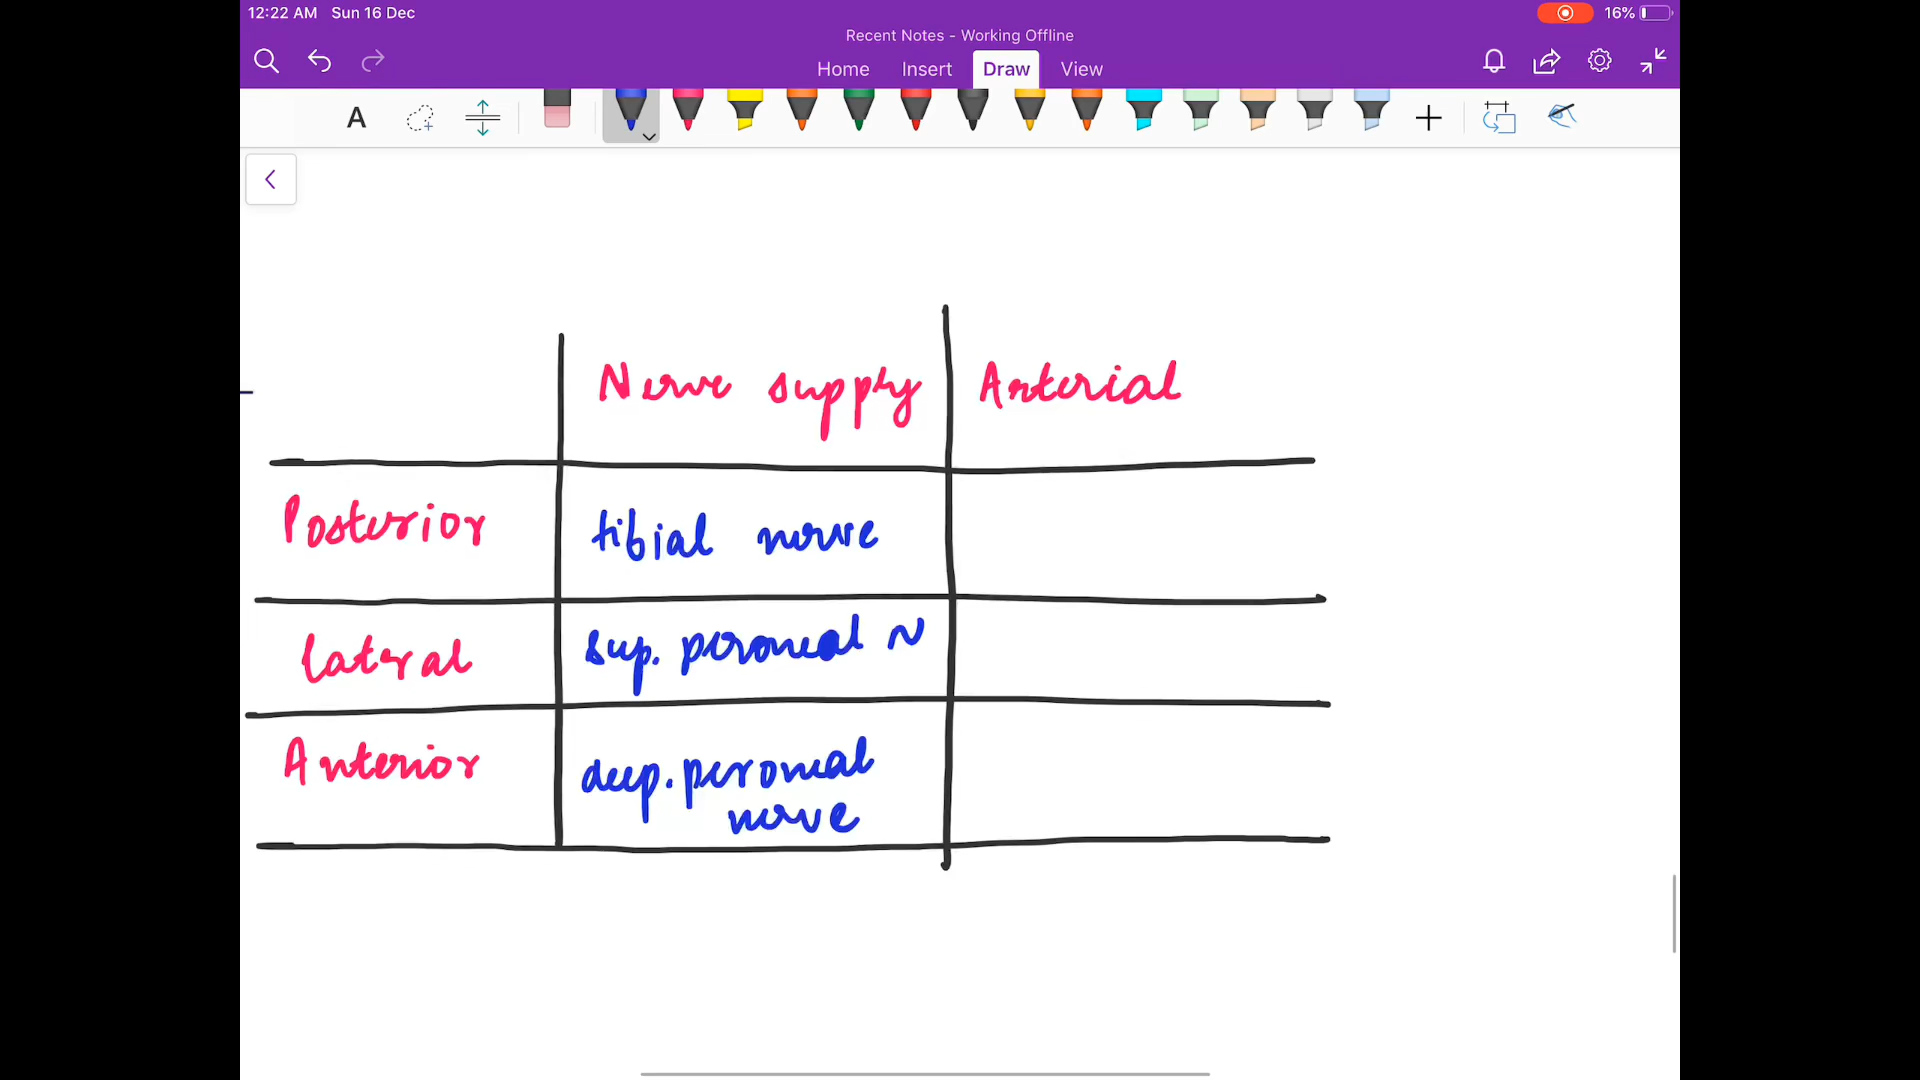 12:22 AM Sun 16 Dec
16%
Recent Notes - Working Offline
Home Insert Draw View
A
Nerve supply Arterial
Posterior tibial nerve
lateral sup. peroneal N
Anterior deep. peroneal
nerve